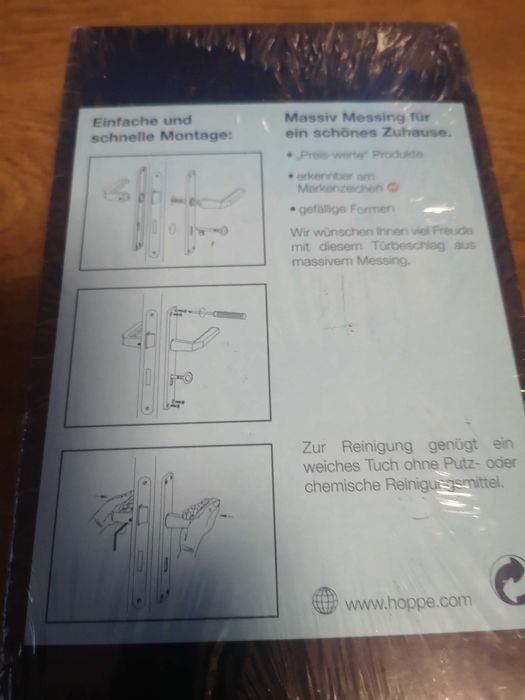 Einfache und
schnelle Montage:
Massiv Messing für
ein schönes Zuhause.
• „Preis-werte" Produkte
• erkennbar am
Markenzeichen
• gefällige Formen
Wir wünschen Ihnen viel Freude
mit diesem Türbeschlag aus
massivem Messing.
Zur Reinigung genügt ein
weiches Tuch ohne Putz- oder
chemische Reinigungsmittel.
www.hoppe.com